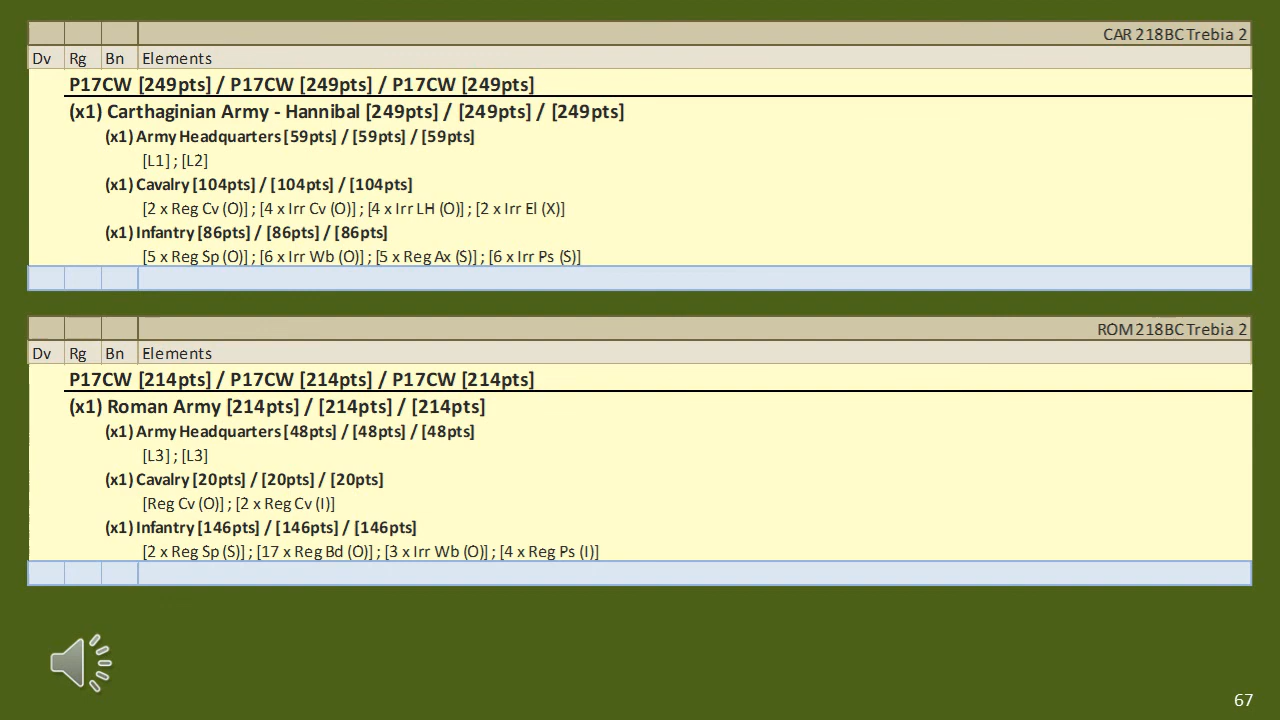 CAR 218BC Trebia 2
Dv Rg Bn Elements
P17CW [249pts] / P17CW [249pts] / P17CW [249pts]
(x1) Carthaginian Army - Hannibal [249pts] / [249pts] / [249pts]
(x1) Army Headquarters [59pts] / [59pts] / [59pts]
[L1] ; [L2]
(x1) Cavalry [104pts] / [104pts] / [104pts]
[2 x Reg Cv (O)] ; [4 x Irr Cv (O)] ; [4 x Irr LH (O)] ; [2 x Irr El (X)]
(x1) Infantry [86pts] / [86pts] / [86pts]
[5 x Reg Sp (O)] ; [6 x Irr Wb (O)] ; [5 x Reg Ax (S)] ; [6 x Irr Ps (S)]
ROM 218BC Trebia 2
Dv Rg Bn Elements
P17CW [214pts] / P17CW [214pts] / P17CW [214pts]
(x1) Roman Army [214pts] / [214pts] / [214pts]
(x1) Army Headquarters [48pts] / [48pts] / [48pts]
[L3] ; [L3]
(x1) Cavalry [20pts] / [20pts] / [20pts]
[Reg Cv (O)] ; [2 x Reg Cv (I)]
(x1) Infantry [146pts] / [146pts] / [146pts]
[2 x Reg Sp (S)] ; [17 x Reg Bd (O)] ; [3 x Irr Wb (O)] ; [4 x Reg Ps (I)]
67